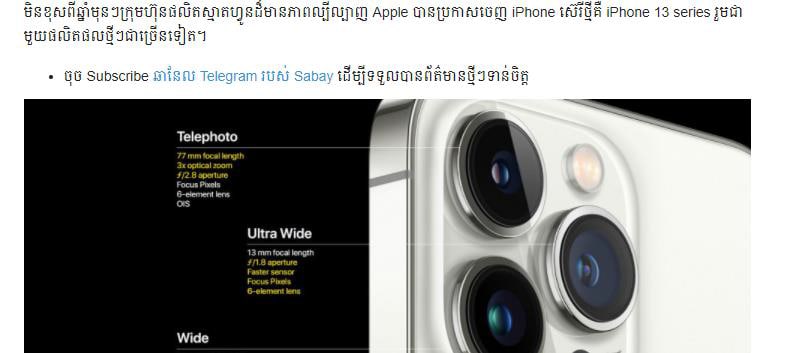 មិនខុសពីឆ្នាំមុនៗក្រុមហ៊ុនផលិតស្មាតហ្វូនដ៏មានភាពល្បីល្បាញ Apple បានប្រកាសចេញ iPhone ស៊េរីថ្មីគឺ iPhone 13 series រួមជា
មួយផលិតផលថ្មីៗជាច្រើនទៀត។
ចុច Subscribe ឆានែល Telegram របស់ Sabay ដើម្បីទទួលបានព័ត៌មានថ្មីៗទាន់ចិត្ត
Telephoto
77 mm focal length
3x optical zoom
ƒ/2.8 aperture
Focus Pixels
6-element lens
OIS
Ultra Wide
13 mm focal length
ƒ/1.8 aperture
Faster sensor
Focus Pixels
6-element lens
Wide